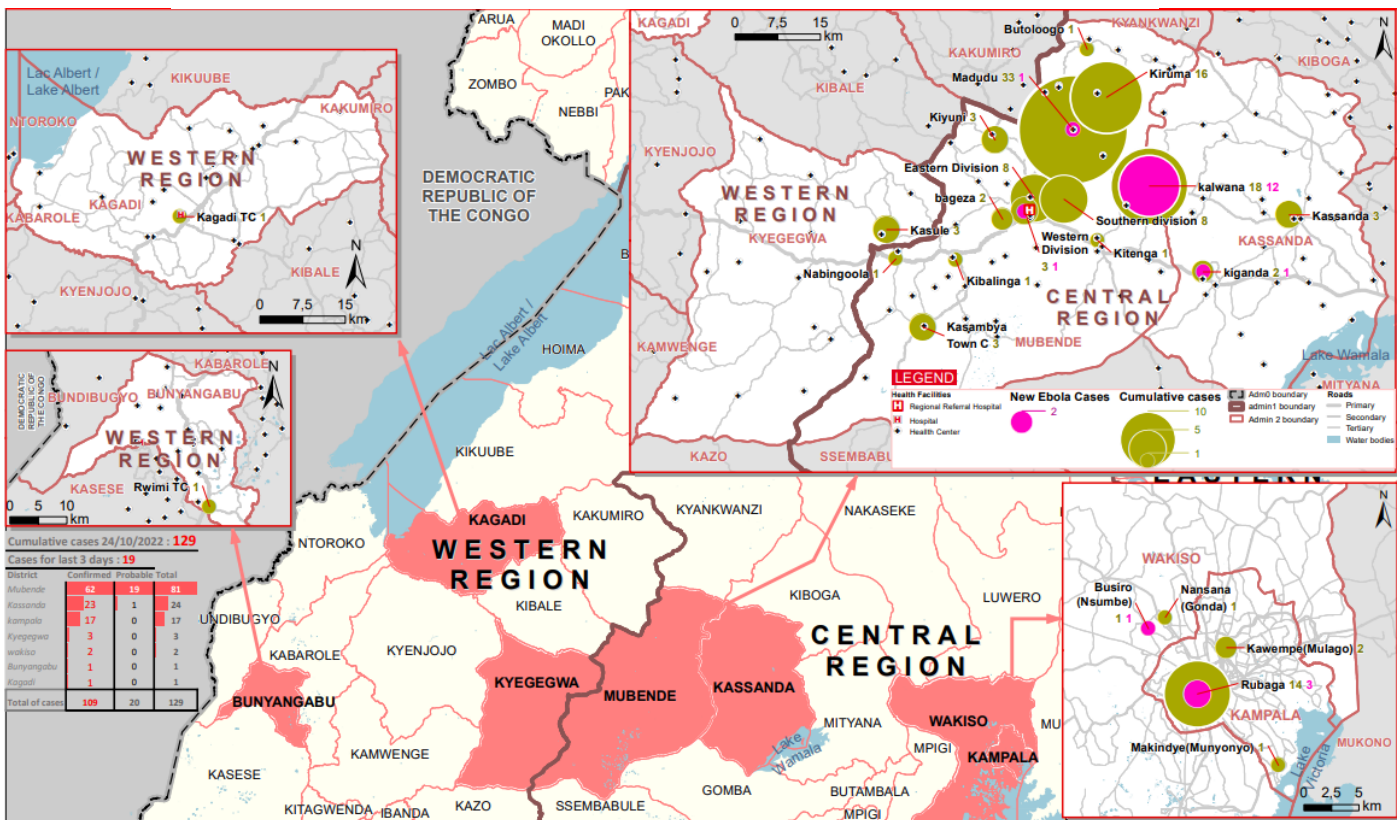 ARUA
MADI
OKOLLO
ZOMBO
NEBBI
PAK
DEMOCRATIC
REPUBLIC OF
THE CONGO
Lac Albert /
Lake Albert
HOIMA
KIKUUBE
NTOROKO
KAGADI
KAKUMIRO
KYANKWANZI
NAKASEKE
WESTERN
REGION
KIBALE
KIBOGA
LUWERO
UNDIBUGYO
KABAROLE
KYENJOJO
CENTRAL
REGION
EASTERN
BUNYANGABU
KYEGEGWA
MUBENDE
KASSANDA
MITYANA
WAKISO
MU
Lake
Wamala
MPIGI
KAMPALA
KAMWENGE
KASESE
GOMBA
BUTAMBALA
KITAGWENDA
IBANDA
KAZO
SSEMBABULE
MPIGI
B
Lac Albert /
Lake Albert
KIKUUBE
NTOROKO
KAKUMIRO
WESTERN
REGION
KAGADI
KABAROLE
Kagadi TC 1
KIBALE
KYENJOJO
N
0 7,5 15
km
DEMOCRATIC
REPUBLIC OF
THE CONGO
KABAROLE
BUNDIBUGYO
BUNYANGABU
N
WESTERN
REGION
KASESE
Rwimi TC 1
0 5 10
km
Cumulative cases 24/10/2022 : 129
Cases for last 3 days : 19
District Confirmed Probable Total
Mubende 62 19 81
Kassanda 23 1 24
kampala 17 0 17
Kyegegwa 3 0 3
wakiso 2 0 2
Bunyangabu 1 0 1
Kagadi 1 0 1
Total of cases 109 20 129
KAGADI
0 7,5 15
km
KYANKWANZI
N
KAKUMIRO
Butoloogo 1
KIBOGA
KIBALE
Madudu 33 1
Kiruma 16
Kiyuni 3
KYENJOJO
Eastern Division 8
WESTERN
REGION
KYEGEGWA
bageza 2
kalwana 18 12
Southern division 8
Kassanda 3
Kasule 3
Western
Division
3 1
Kitenga 1
KASSANDA
Nabingoola 1
Kibalinga 1
kiganda 2 1
CENTRAL
REGION
Kasambya
Town C 3
MUBENDE
KAMWENGE
Lake Wamala
MITYANA
KAZO
SSEMBABU
LEGEND
Health Facilities
H Regional Referral Hospital
H Hospital
Health Center
New Ebola Cases
2
Cumulative cases
10
5
1
Adm0 boundary
admin1 boundary
Admin 2 boundary
Roads
Primary
Secondary
Tertiary
Water bodies
N
WAKISO
Busiro
(Nsumbe)
1 1
Nansana
(Gonda) 1
Kawempe(Mulago) 2
Rubaga 14 3
KAMPALA
MUKONO
Makindye(Munyonyo) 1
Lake
Victoria
0 2,5 5
km